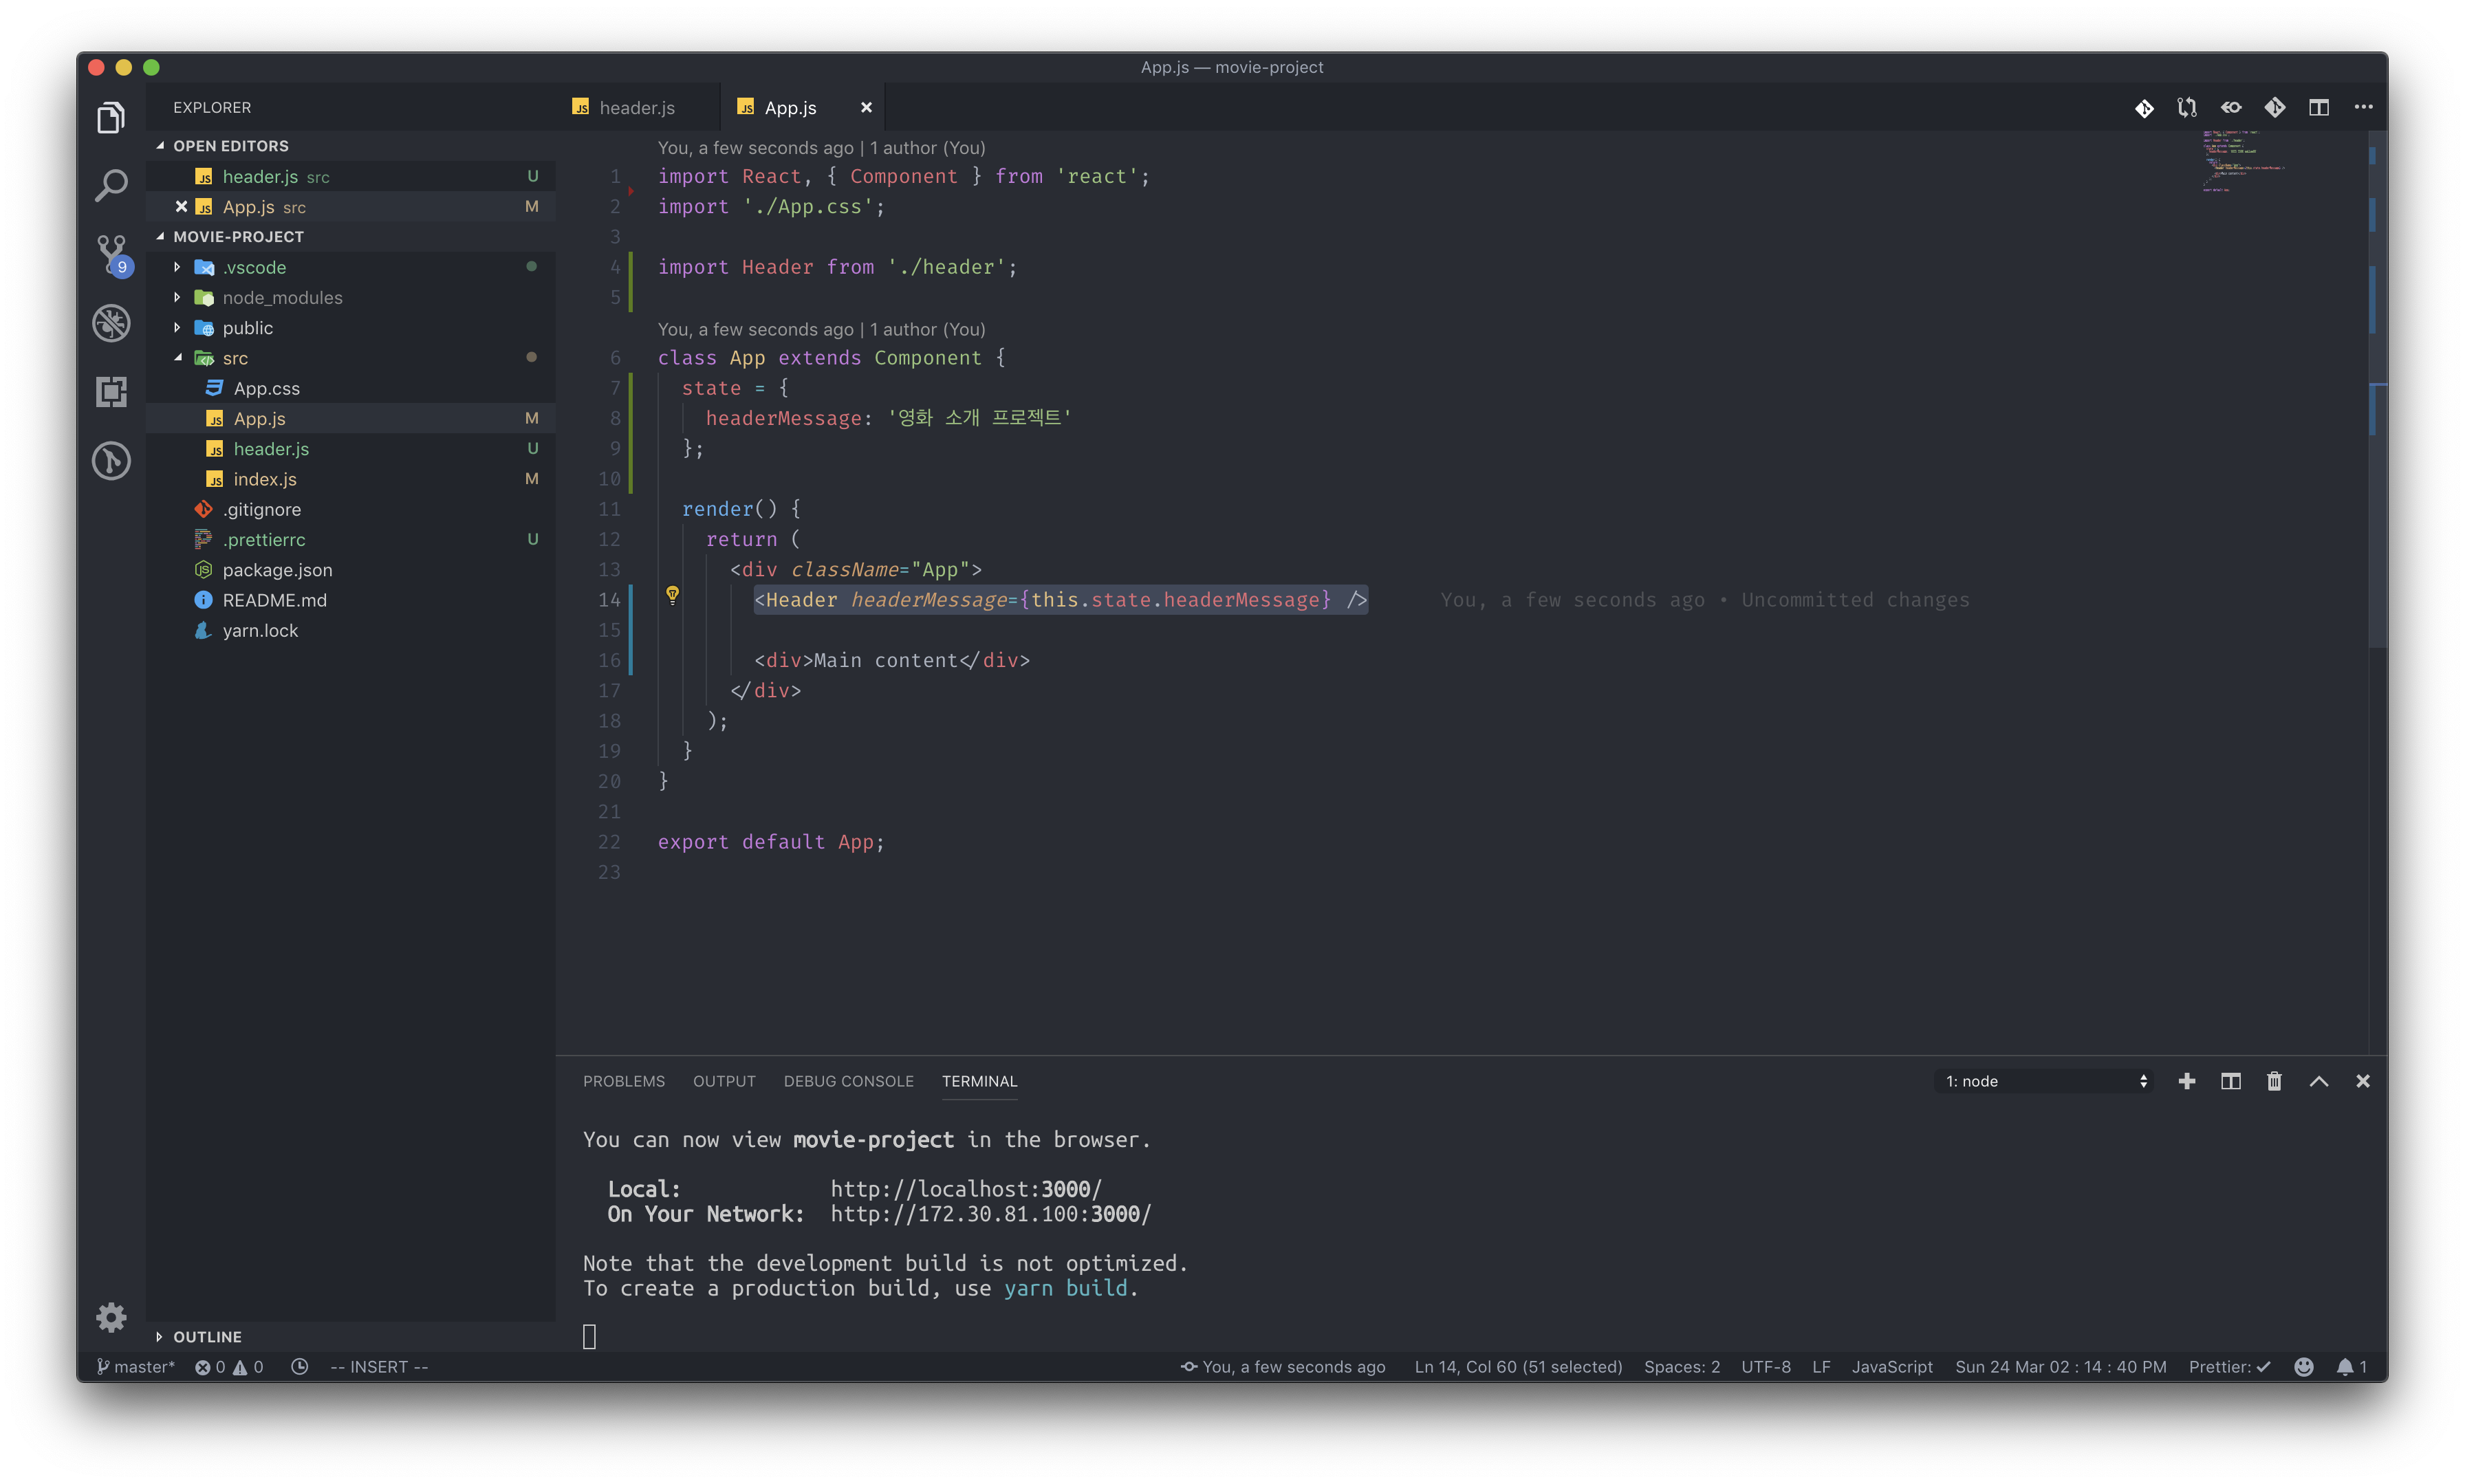 App.js — movie-project
EXPLORER
OPEN EDITORS
header.js src U
App.js src M
MOVIE-PROJECT
9
.vscode
node_modules
public
src
App.css
App.js M
header.js U
index.js M
.gitignore
.prettierrc U
package.json
README.md
yarn.lock
OUTLINE
header.js
App.js
You, a few seconds ago | 1 author (You)
1 import React, { Component } from 'react';
2 import './App.css';
3
4 import Header from './header';
5
You, a few seconds ago | 1 author (You)
6 class App extends Component {
7 state = {
8 headerMessage: '영화 소개 프로젝트'
9 };
10
11 render() {
12 return (
13 <div className="App">
14 <Header headerMessage={this.state.headerMessage} /> You, a few seconds ago • Uncommitted changes
15
16 <div>Main content</div>
17 </div>
18 );
19 }
20 }
21
22 export default App;
23
PROBLEMS OUTPUT DEBUG CONSOLE TERMINAL
1: node
You can now view movie-project in the browser.
Local: http://localhost:3000/
On Your Network: http://172.30.81.100:3000/
Note that the development build is not optimized.
To create a production build, use yarn build.
master* 0 0 -- INSERT -- You, a few seconds ago Ln 14, Col 60 (51 selected) Spaces: 2 UTF-8 LF JavaScript Sun 24 Mar 02 : 14 : 40 PM Prettier: ✓ 1